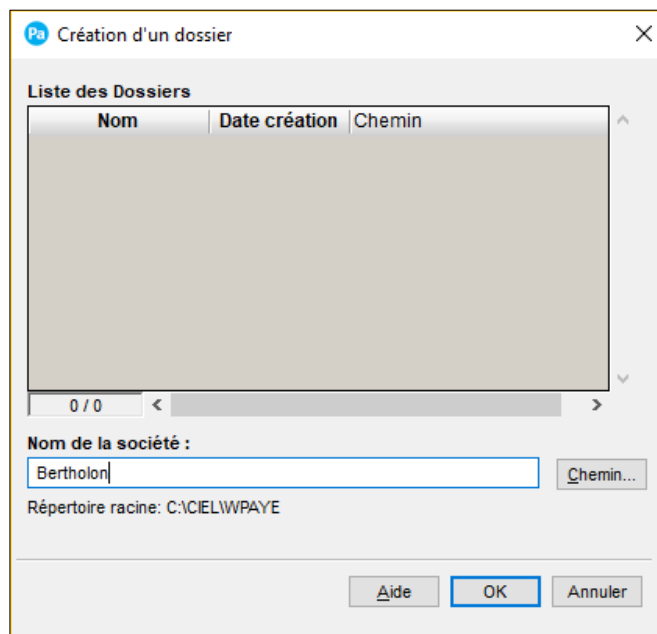 Pa Création d'un dossier
Liste des Dossiers
Nom Date création Chemin
0 / 0
Nom de la société :
Bertholon Chemin...
Répertoire racine: C:\CIEL\WPAYE
Aide OK Annuler